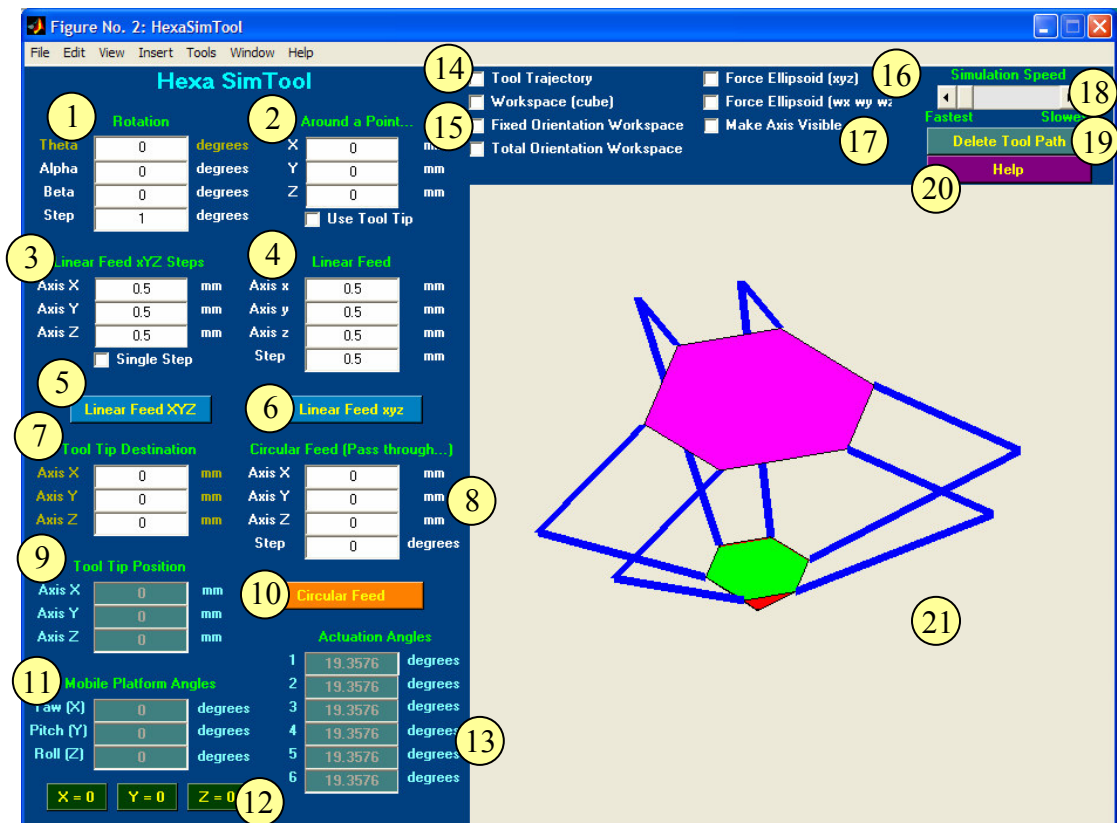 Figure No. 2: HexaSimTool
File Edit View Insert Tools Window Help
Hexa SimTool
1
Rotation
Theta 0 degrees
Alpha 0 degrees
Beta 0 degrees
Step 1 degrees
2
Around a Point...
X 0 mm
Y 0 mm
Z 0 mm
Use Tool Tip
3
Linear Feed XYZ Steps
Axis X 0.5 mm
Axis Y 0.5 mm
Axis Z 0.5 mm
Single Step
4
Linear Feed
Axis x 0.5 mm
Axis y 0.5 mm
Axis z 0.5 mm
Step 0.5 mm
5
Linear Feed XYZ
6
Linear Feed xyz
7
Tool Tip Destination
Axis X 0 mm
Axis Y 0 mm
Axis Z 0 mm
Circular Feed (Pass through...)
Axis X 0 mm
Axis Y 0 mm
Axis Z 0 mm
Step 0 degrees
8
9
Tool Tip Position
Axis X 0 mm
Axis Y 0 mm
Axis Z 0 mm
10
Circular Feed
11
Mobile Platform Angles
Yaw (X) 0 degrees
Pitch (Y) 0 degrees
Roll (Z) 0 degrees
Actuation Angles
1 19.3576 degrees
2 19.3576 degrees
3 19.3576 degrees
4 19.3576 degrees
5 19.3576 degrees
6 19.3576 degrees
13
X = 0 Y = 0 Z = 0
12
14
Tool Trajectory
Workspace (cube)
15
Fixed Orientation Workspace
Total Orientation Workspace
Force Ellipsoid (xyz)
Force Ellipsoid (wx wy wz
Make Axis Visible
16
17
Simulation Speed
18
Fastest Slowe
Delete Tool Path
19
Help
20
21